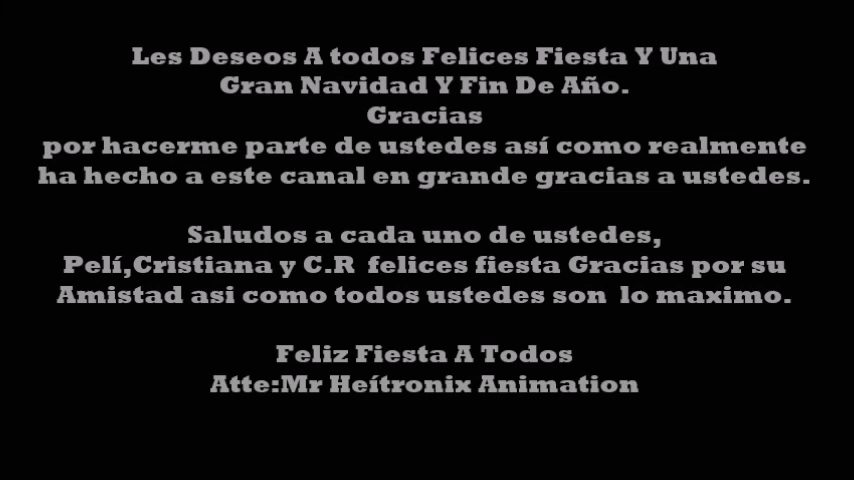 Les Deseos A todos Felices Fiesta Y Una
Gran Navidad Y Fin De Año.
Gracias
por hacerme parte de ustedes así como realmente
ha hecho a este canal en grande gracias a ustedes.
Saludos a cada uno de ustedes,
Pelí,Cristiana y C.R felices fiesta Gracias por su
Amistad asi como todos ustedes son lo maximo.
Feliz Fiesta A Todos
Atte:Mr Heítronix Animation